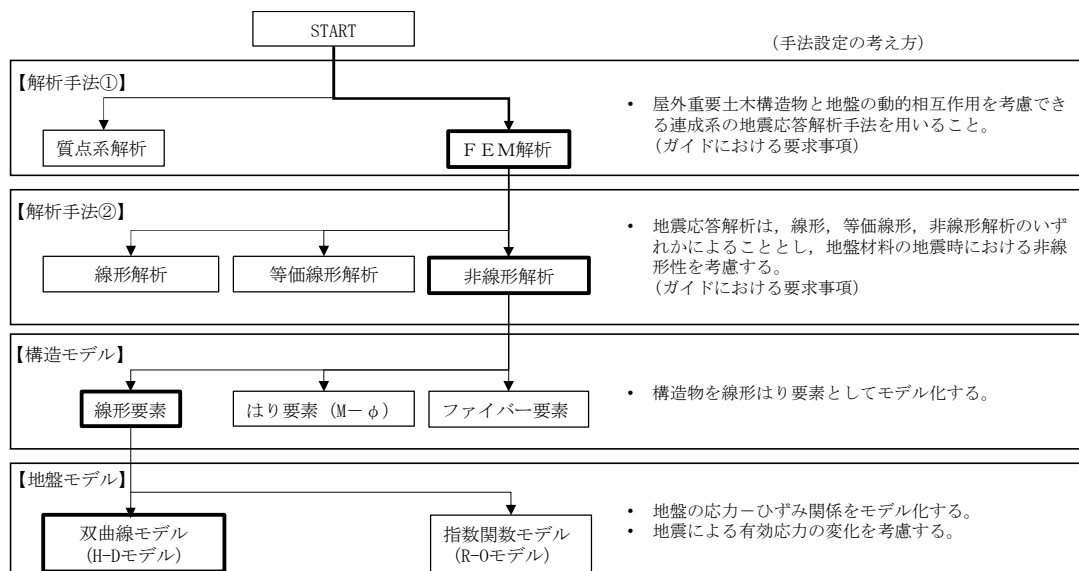 START
(手法設定の考え方)
【解析手法①】
質点系解析
ＦＥＭ解析
• 屋外重要土木構造物と地盤の動的相互作用を考慮でき
る連成系の地震応答解析手法を用いること。
(ガイドにおける要求事項)
【解析手法②】
線形解析
等価線形解析
非線形解析
• 地震応答解析は，線形，等価線形，非線形解析のいず
れかによることとし，地盤材料の地震時における非線
形性を考慮する。
(ガイドにおける要求事項)
【構造モデル】
線形要素
はり要素（M－φ）
ファイバー要素
• 構造物を線形はり要素としてモデル化する。
【地盤モデル】
双曲線モデル
(H-Dモデル)
指数関数モデル
(R-Oモデル)
• 地盤の応力－ひずみ関係をモデル化する。
• 地震による有効応力の変化を考慮する。